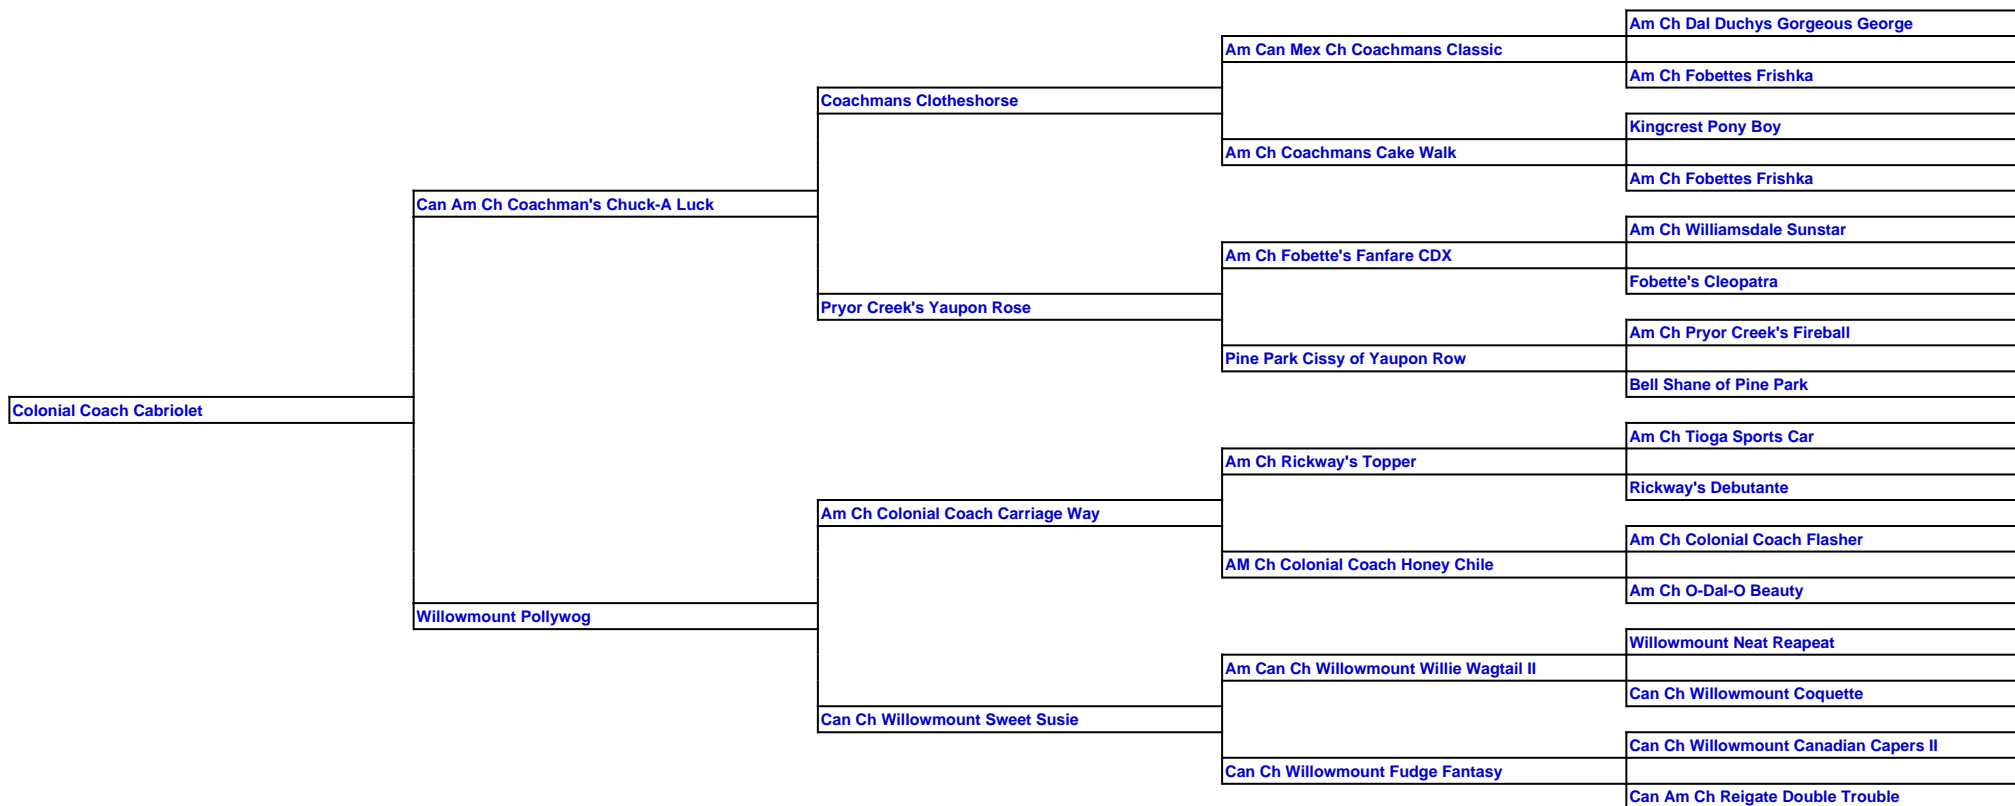 Am Ch Dal Duchys Gorgeous George
Am Can Mex Ch Coachmans Classic
Am Ch Fobettes Frishka
Coachmans Clotheshorse
Kingcrest Pony Boy
Am Ch Coachmans Cake Walk
Am Ch Fobettes Frishka
Can Am Ch Coachman's Chuck-A Luck
Am Ch Williamsdale Sunstar
Am Ch Fobette's Fanfare CDX
Fobette's Cleopatra
Pryor Creek's Yaupon Rose
Am Ch Pryor Creek's Fireball
Pine Park Cissy of Yaupon Row
Bell Shane of Pine Park
Colonial Coach Cabriolet
Am Ch Tioga Sports Car
Am Ch Rickway's Topper
Rickway's Debutante
Am Ch Colonial Coach Carriage Way
Am Ch Colonial Coach Flasher
AM Ch Colonial Coach Honey Chile
Am Ch O-Dal-O Beauty
Willowmount Pollywog
Willowmount Neat Reapeat
Am Can Ch Willowmount Willie Wagtail II
Can Ch Willowmount Coquette
Can Ch Willowmount Sweet Susie
Can Ch Willowmount Canadian Capers II
Can Ch Willowmount Fudge Fantasy
Can Am Ch Reigate Double Trouble